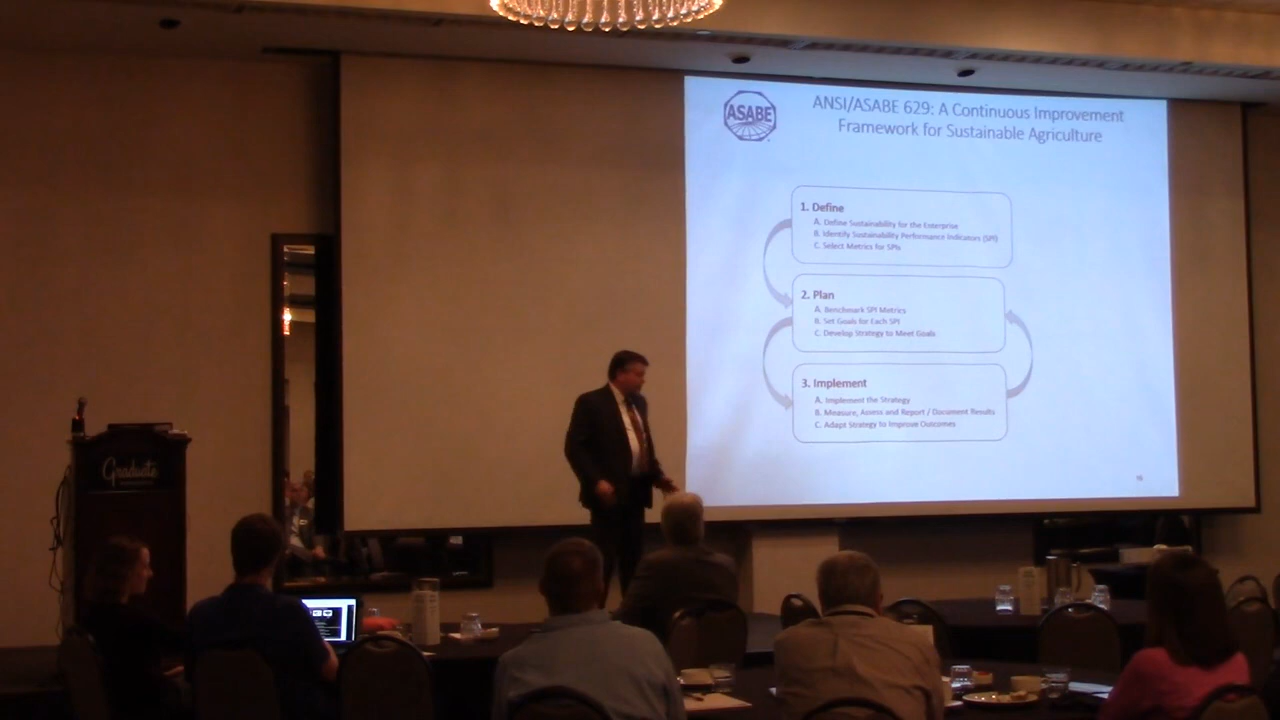 ASABE
ANSI/ASABE 629: A Continuous Improvement
Framework for Sustainable Agriculture
1. Define
A. Define Sustainability for the Enterprise
B. Identify Sustainability Performance Indicators (SPI)
C. Select Metrics for SPIs
2. Plan
A. Benchmark SPI Metrics
B. Set Goals for Each SPI
C. Develop Strategy to Meet Goals
3. Implement
A. Implement the Strategy
B. Measure, Assess and Report / Document Results
C. Adapt Strategy to Improve Outcomes
Graduate